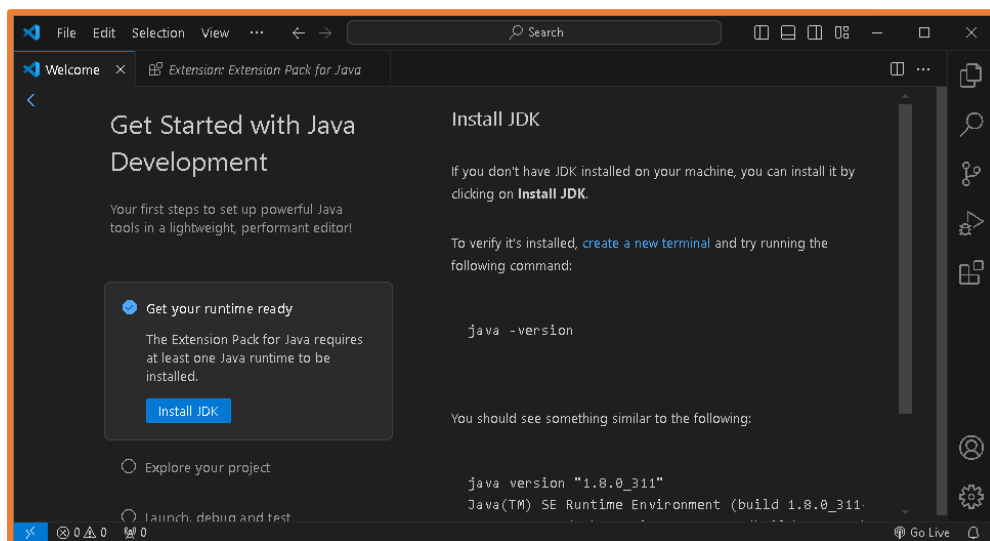 File Edit Selection View ··· Search
Welcome Extension: Extension Pack for Java
Get Started with Java
Development
Your first steps to set up powerful Java
tools in a lightweight, performant editor!
Get your runtime ready
The Extension Pack for Java requires
at least one Java runtime to be
installed.
Install JDK
Explore your project
Launch, debug and test
Install JDK
If you don't have JDK installed on your machine, you can install it by
clicking on Install JDK.
To verify it's installed, create a new terminal and try running the
following command:
java -version
You should see something similar to the following:
java version "1.8.0_311"
Java(TM) SE Runtime Environment (build 1.8.0_311-
0 0 0 Go Live